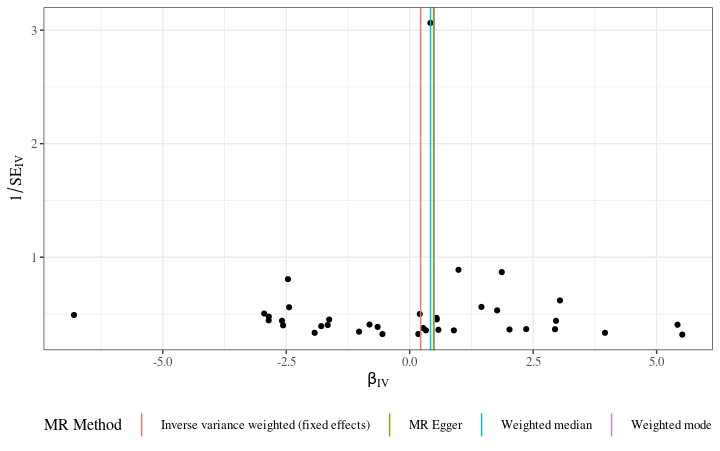 3
2
1
1/SE_IV
-5.0 -2.5 0.0 2.5 5.0
β_IV
MR Method Inverse variance weighted (fixed effects) MR Egger Weighted median Weighted mode